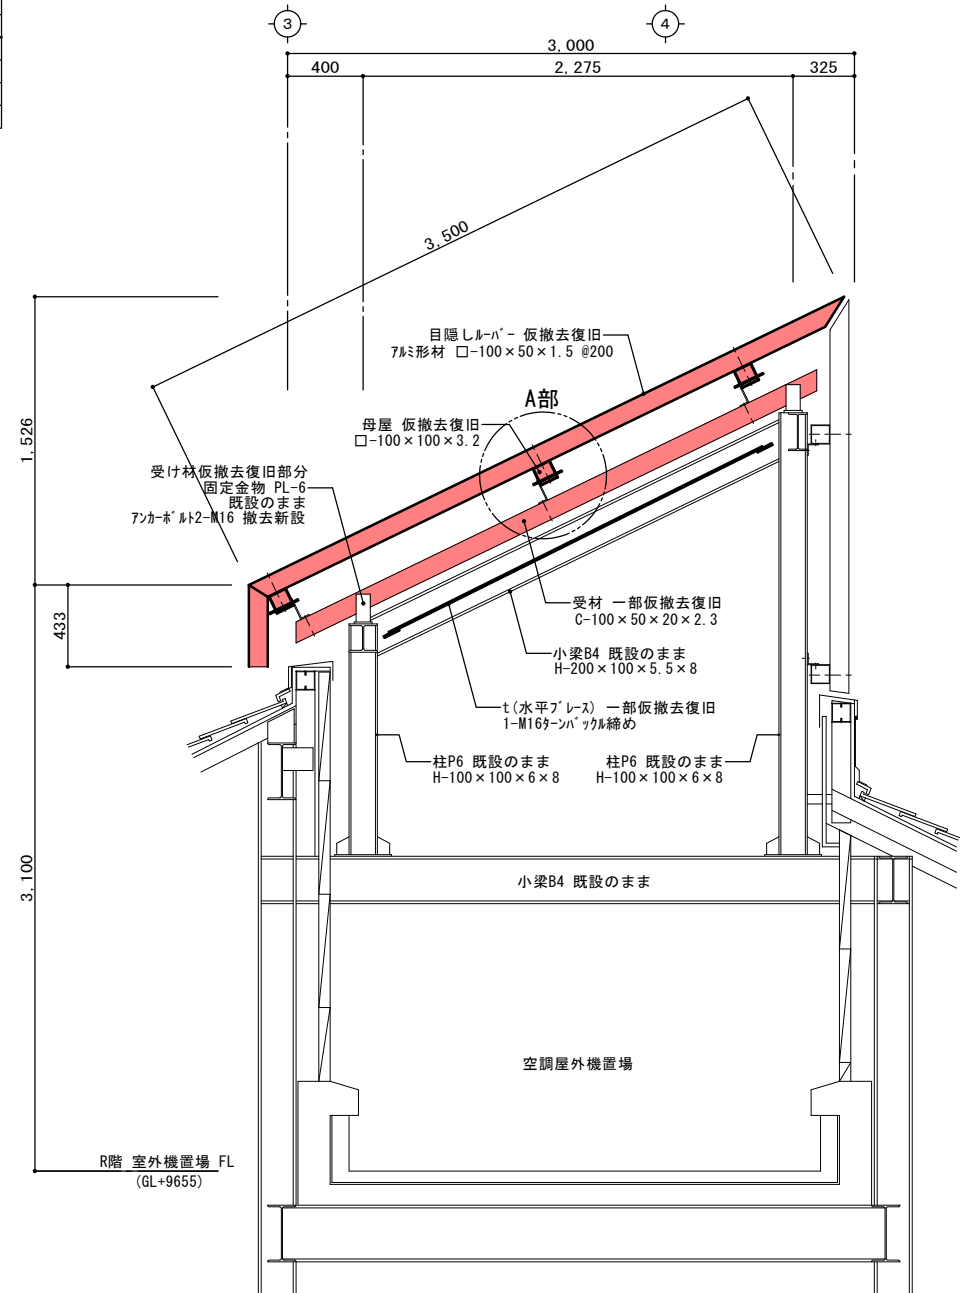 3
4
3,000
400
2,275
325
3,500
目隠しルーバー 仮撤去復旧
アルミ形材 □-100×50×1.5 @200
A部
母屋 仮撤去復旧
□-100×100×3.2
1,526
受け材仮撤去復旧部分
固定金物 PL-6
既設のまま
アンカーボルト2-M16 撤去新設
433
受材 一部仮撤去復旧
C-100×50×20×2.3
小梁B4 既設のまま
H-200×100×5.5×8
t(水平ブレース) 一部仮撤去復旧
1-M16ターンバックル締め
柱P6 既設のまま
H-100×100×6×8
柱P6 既設のまま
H-100×100×6×8
3,100
小梁B4 既設のまま
空調屋外機置場
R階 室外機置場 FL
(GL+9655)